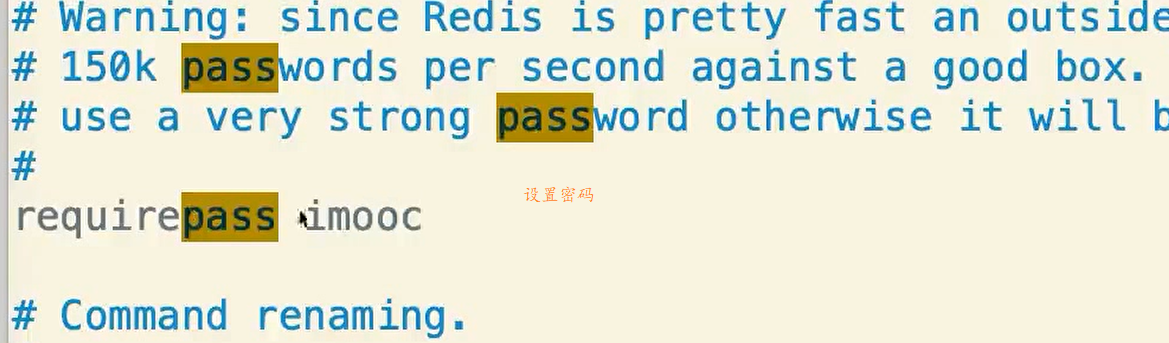 # Warning: since Redis is pretty fast an outside
# 150k passwords per second against a good box.
# use a very strong password otherwise it will b
#
设置密码
requirepass imooc
# Command renaming.